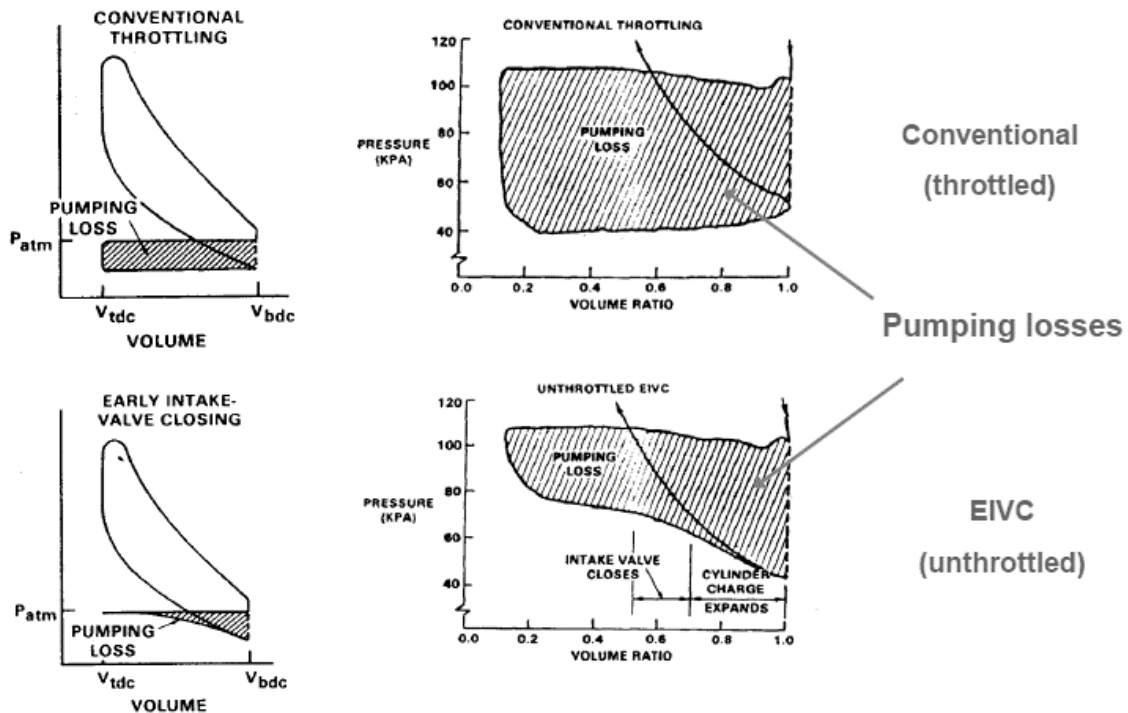 CONVENTIONAL
THROTTLING
PUMPING
LOSS
Patm
Vtdc
Vbdc
VOLUME
CONVENTIONAL THROTTLING
120
100
80
60
40
PRESSURE
(KPA)
PUMPING
LOSS
0.0
0.2
0.4
0.6
0.8
1.0
VOLUME RATIO
Conventional
(throttled)
Pumping losses
EARLY INTAKE-
VALVE CLOSING
Patm
PUMPING
LOSS
Vtdc
Vbdc
VOLUME
UNTHROTTLED EIVC
120
100
80
60
40
PRESSURE
(KPA)
PUMPING
LOSS
INTAKE VALVE
CLOSES
CYLINDER
CHARGE
EXPANDS
0.0
0.2
0.4
0.6
0.8
1.0
VOLUME RATIO
EIVC
(unthrottled)